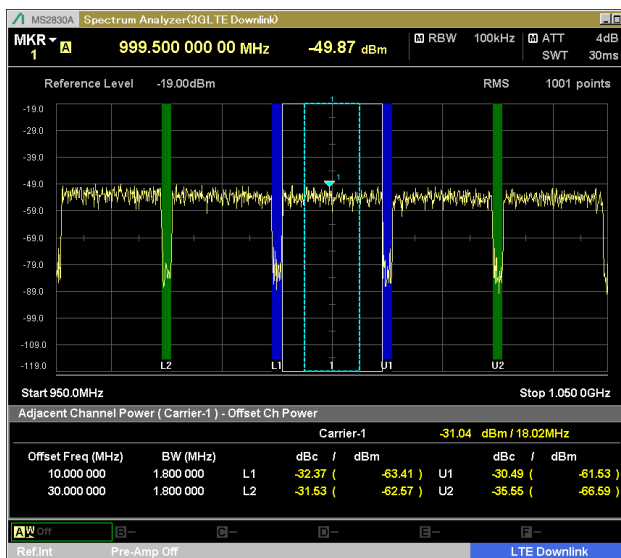 MS2830A Spectrum Analyzer(3GLTE Downlink)
MKR 1 A 999.500 000 00 MHz -49.87 dBm M RBW 100kHz M ATT 4dB
SWT 30ms
Reference Level -19.00dBm RMS 1001 points
-19.0
-29.0
-39.0
-49.0
-59.0
-69.0
-79.0
-89.0
-99.0
-109.0
-119.0
1
1
L2 L1 1 U1 U2
Start 950.0MHz Stop 1.050 0GHz
Adjacent Channel Power ( Carrier-1 ) - Offset Ch Power
Carrier-1 -31.04 dBm / 18.02MHz
Offset Freq (MHz) BW (MHz) dBc / dBm dBc / dBm
10.000 000 1.800 000 L1 -32.37 ( -63.41 ) U1 -30.49 ( -61.53 )
30.000 000 1.800 000 L2 -31.53 ( -62.57 ) U2 -35.55 ( -66.59 )
A W Off B- C- D- E- F-
Ref.Int Pre-Amp Off LTE Downlink